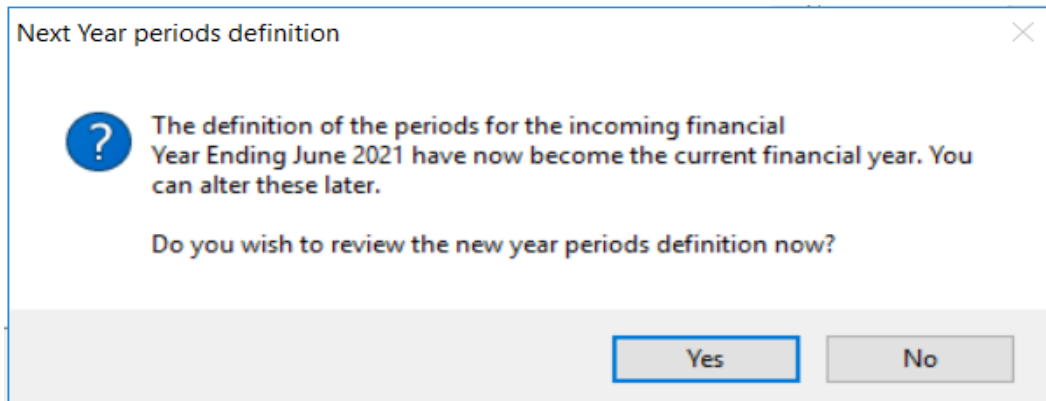 Next Year periods definition
The definition of the periods for the incoming financial
Year Ending June 2021 have now become the current financial year. You
can alter these later.
Do you wish to review the new year periods definition now?
Yes
No